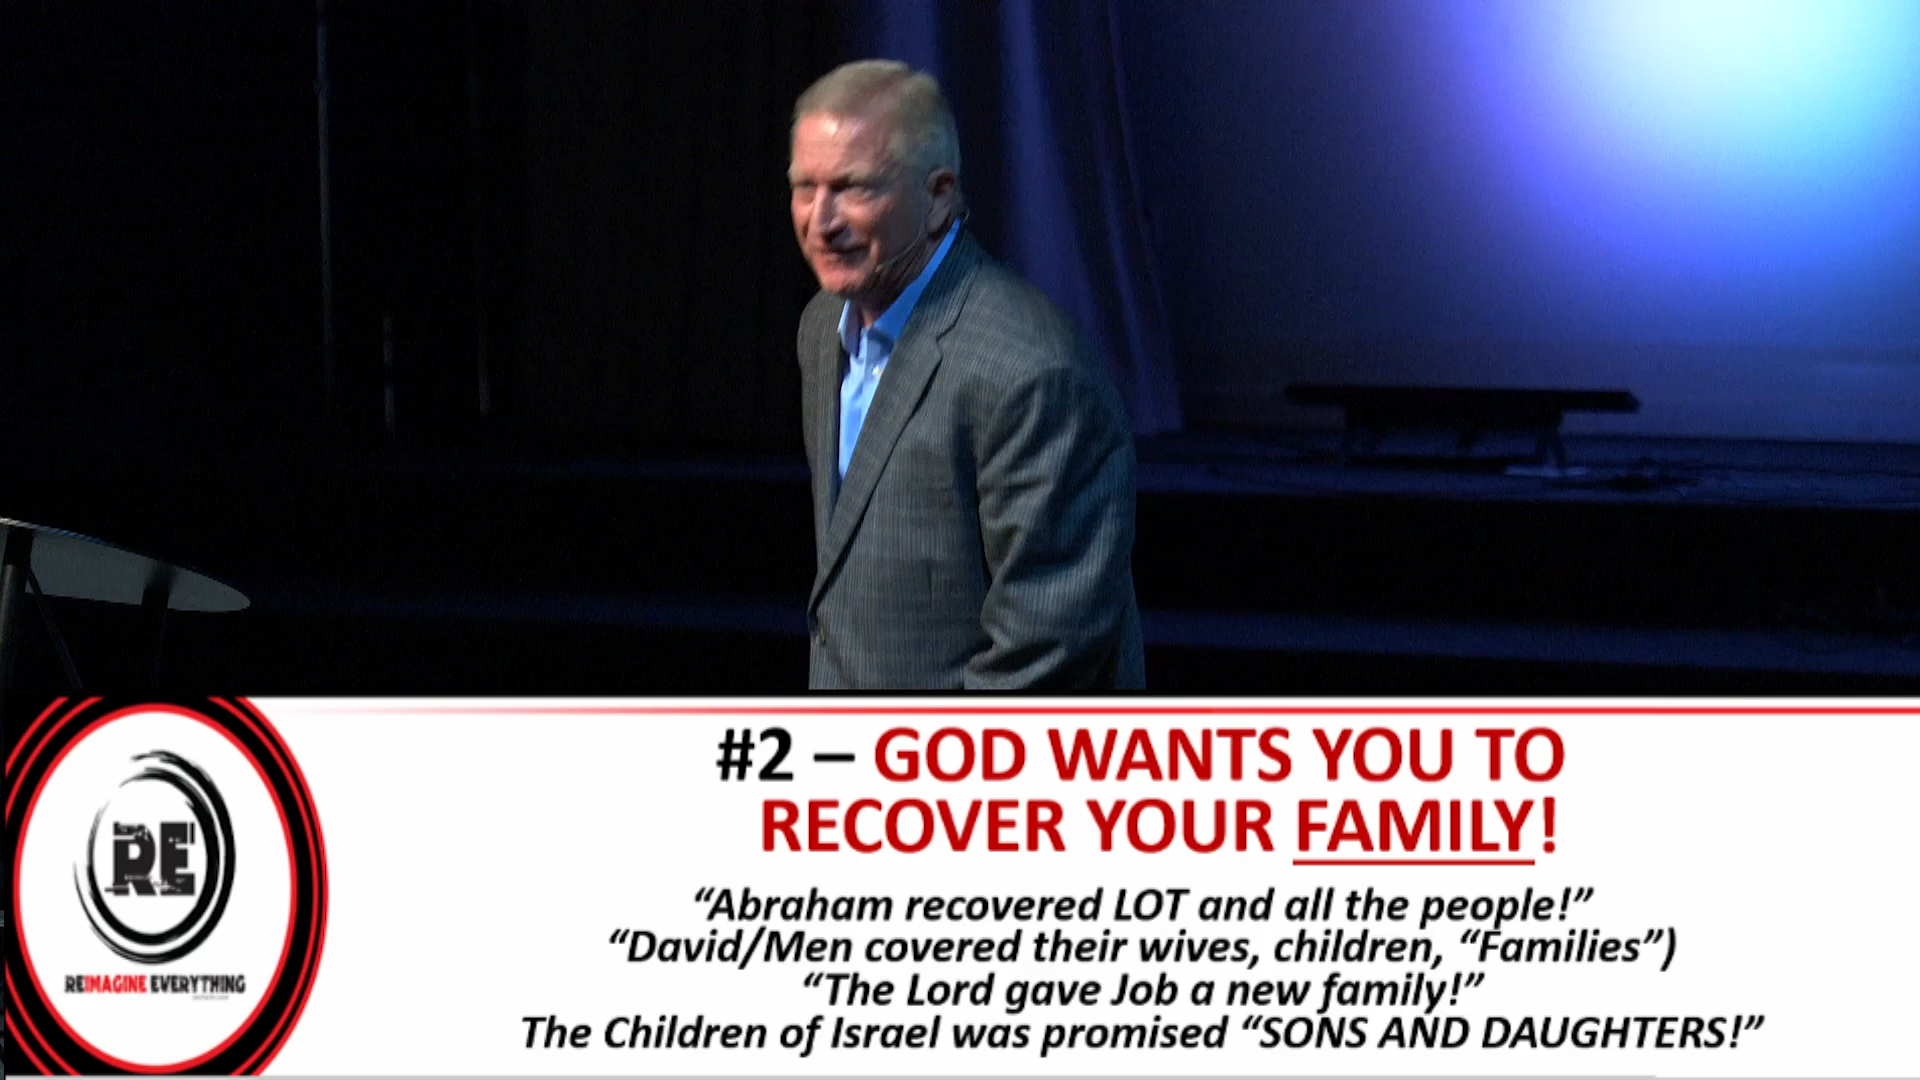 #2 – GOD WANTS YOU TO
RECOVER YOUR FAMILY!
“Abraham recovered LOT and all the people!”
“David/Men covered their wives, children, “Families”)
“The Lord gave Job a new family!”
The Children of Israel was promised “SONS AND DAUGHTERS!”
RE
REIMAGINE EVERYTHING